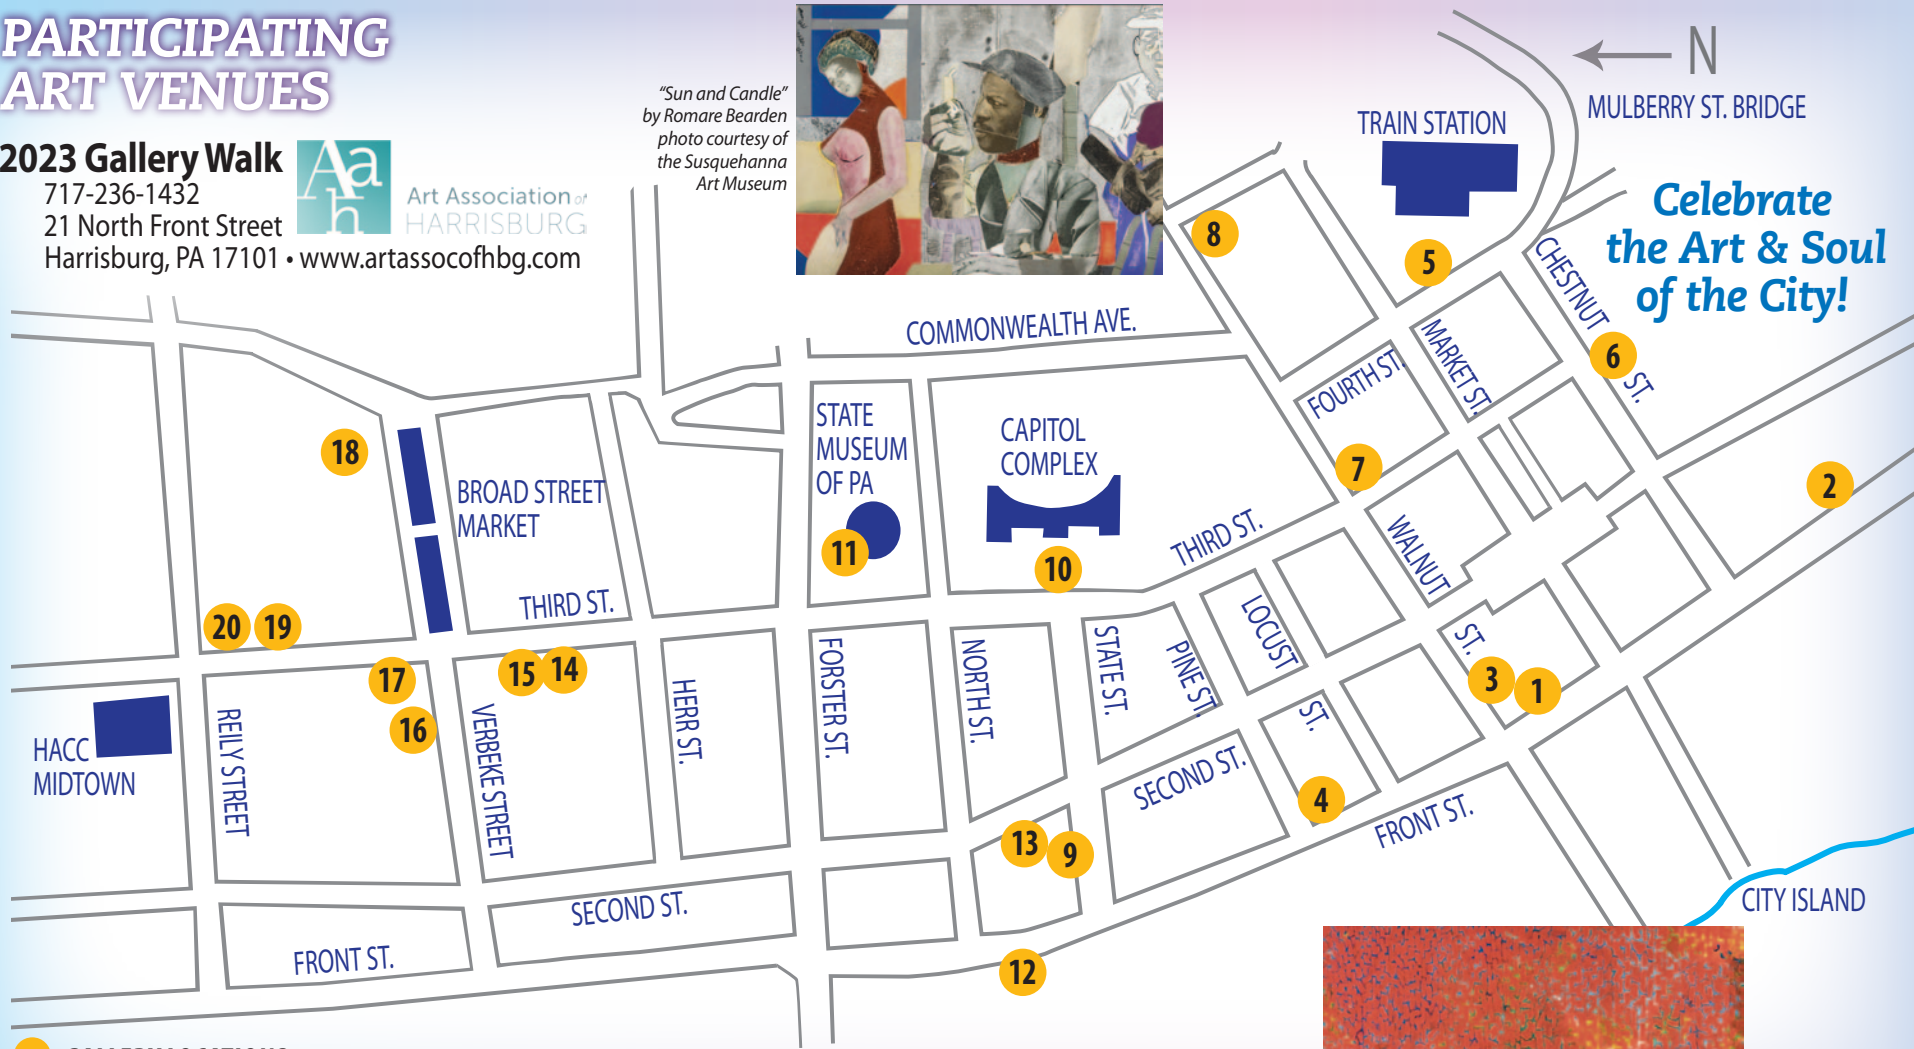 PARTICIPATING
ART VENUES
2023 Gallery Walk
717-236-1432
21 North Front Street
Harrisburg, PA 17101 • www.artassocofhbg.com
Aa
h
Art Association of
HARRISBURG
"Sun and Candle"
by Romare Bearden
photo courtesy of
the Susquehanna
Art Museum
N
MULBERRY ST. BRIDGE
TRAIN STATION
Celebrate
the Art & Soul
of the City!
8
5
CHESTNUT ST.
6
COMMONWEALTH AVE.
MARKET ST.
FOURTH ST.
7
2
18
BROAD STREET
MARKET
STATE
MUSEUM
OF PA
11
CAPITOL
COMPLEX
10
THIRD ST.
WALNUT ST.
THIRD ST.
20
19
17
16
15
14
LOCUST ST.
PINE ST.
STATE ST.
NORTH ST.
FORSTER ST.
HERR ST.
VERBEKE STREET
REILY STREET
HACC
MIDTOWN
3
1
4
SECOND ST.
FRONT ST.
13
9
12
SECOND ST.
FRONT ST.
CITY ISLAND